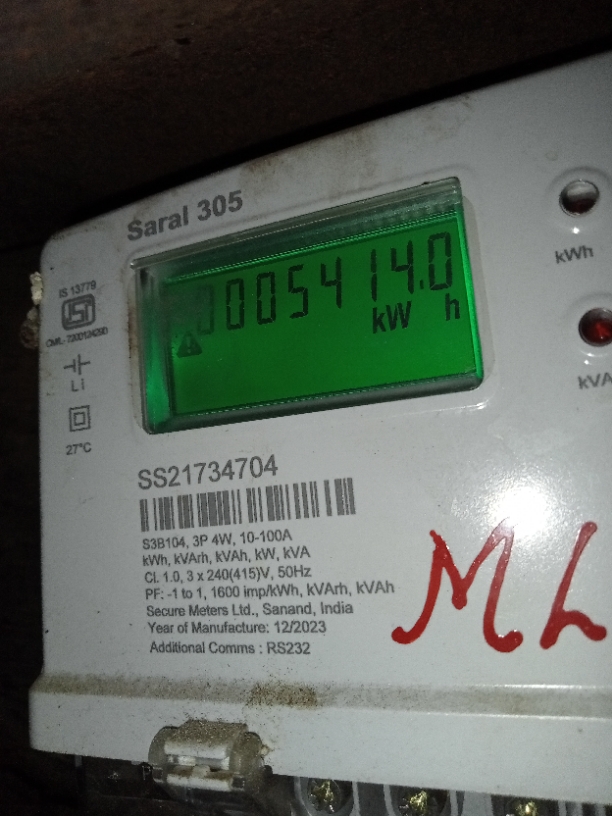 Saral 305
IS 13779
ISI
0005414.0
kW h
kWh
kVA
L I
27°C
SS21734704
S3B104, 3P 4W, 10-100A
kWh, kVArh, kVAh, kW, kVA
Cl. 1.0, 3 x 240(415)V, 50Hz
PF: -1 to 1, 1600 imp/kWh, kVArh, kVAh
Secure Meters Ltd., Sanand, India
Year of Manufacture: 12/2023
Additional Comms : RS232
ML